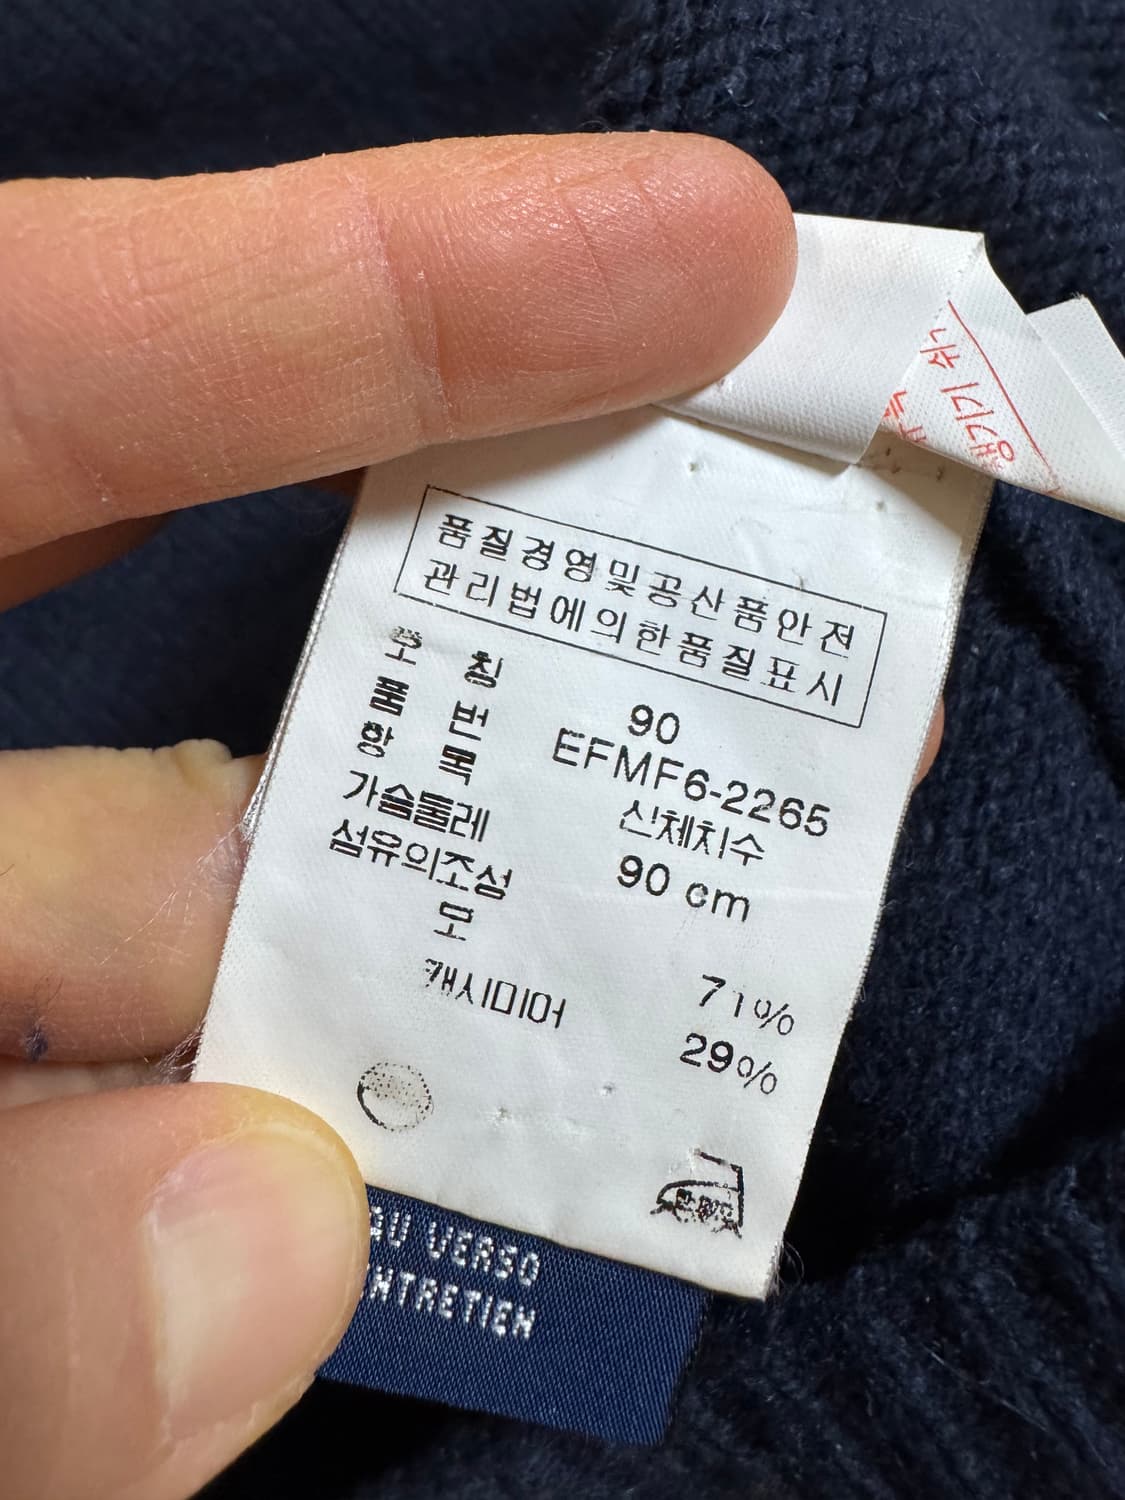 품질경영및공산품안전
관리법에의한품질표시
호 칭 90
품 번 EFMF6-2265
항 목 신체치수
가슴둘레 90 cm
섬유의조성
모 71%
캐시미어 29%
AU VERSO
ENTRETIEN